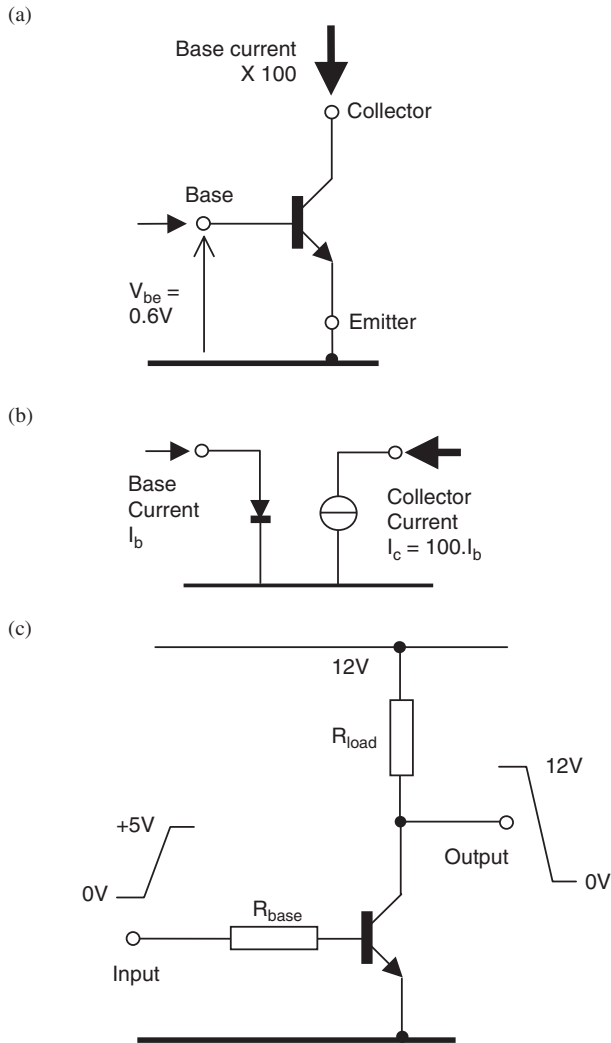 (a)
Base current
X 100
Collector
Base
V_be =
0.6V
Emitter
(b)
Base
Current
I_b
Collector
Current
I_c = 100.I_b
(c)
12V
R_load
12V
+5V
Output
0V
0V
R_base
Input